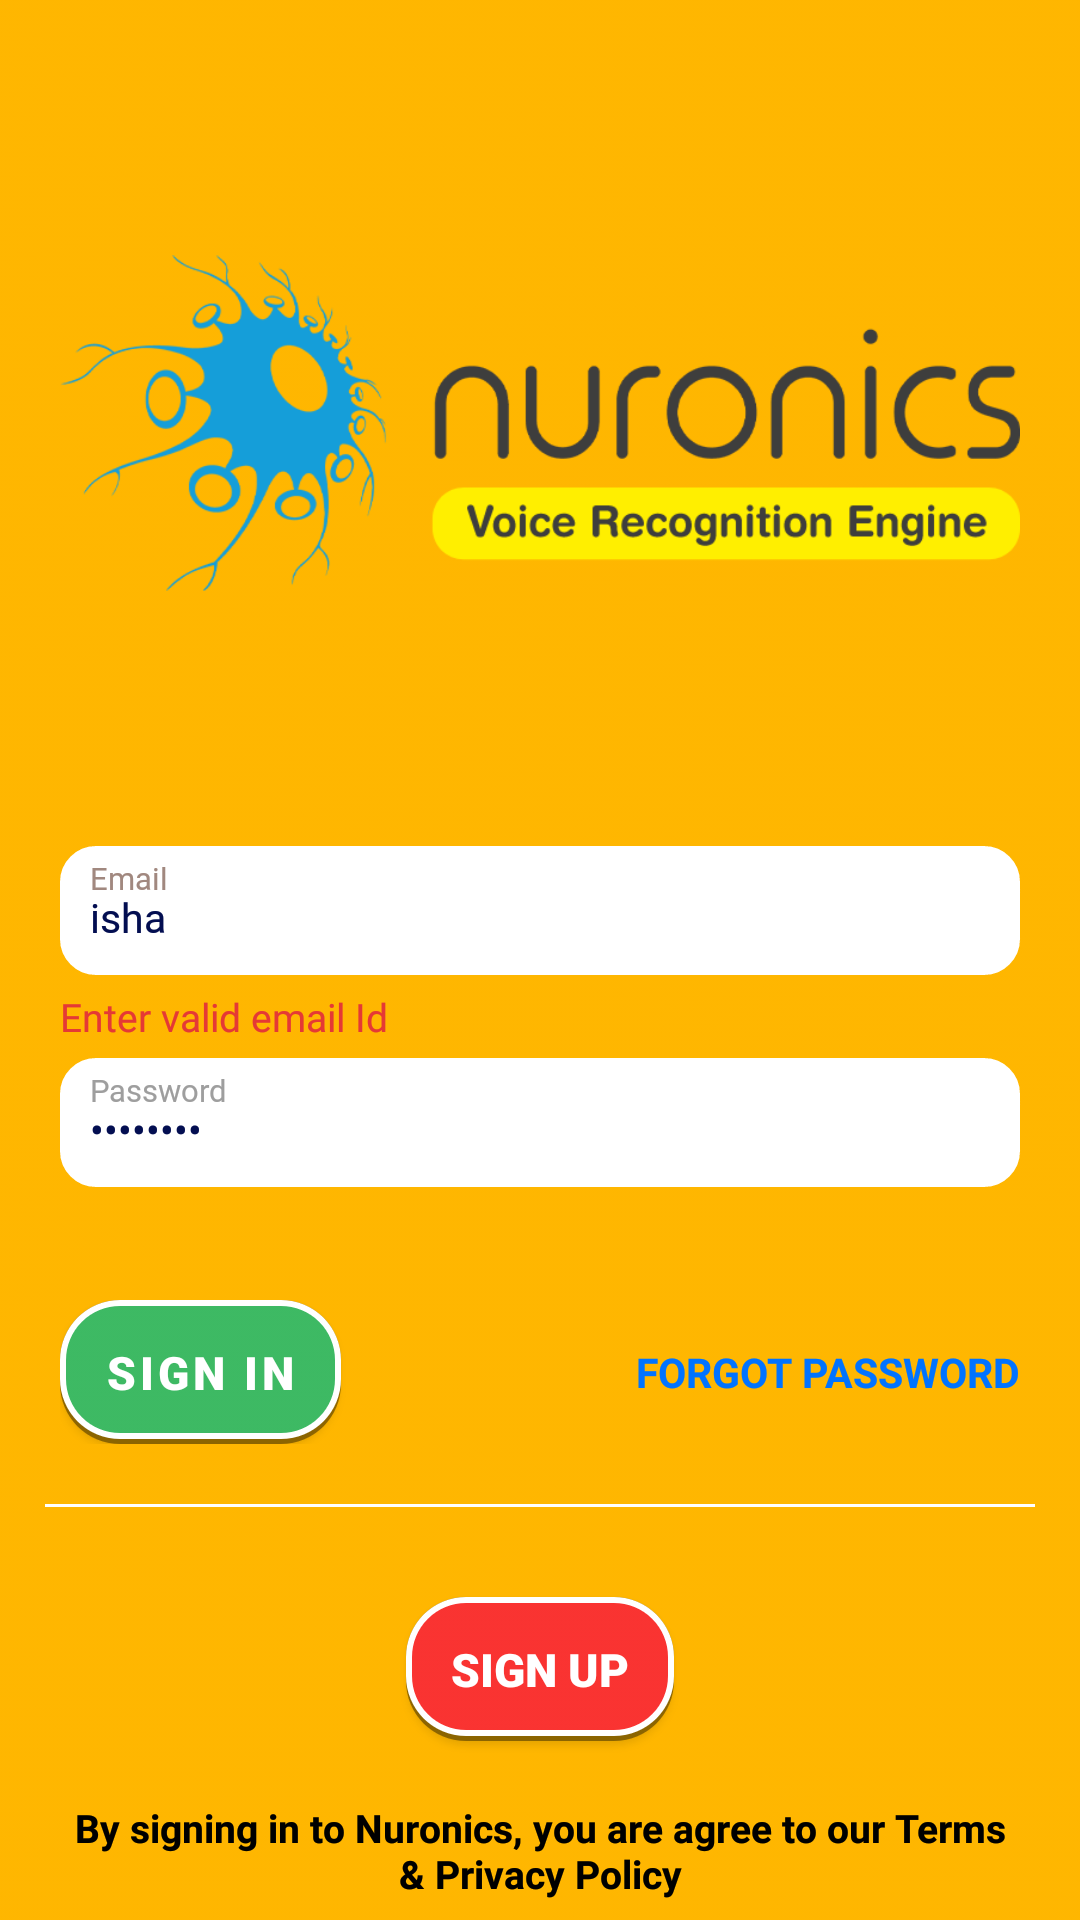 nuronics
Voice Recognition Engine
Email
isha
Enter valid email Id
Password
••••••••
SIGN IN
FORGOT PASSWORD
SIGN UP
By signing in to Nuronics, you are agree to our Terms
& Privacy Policy